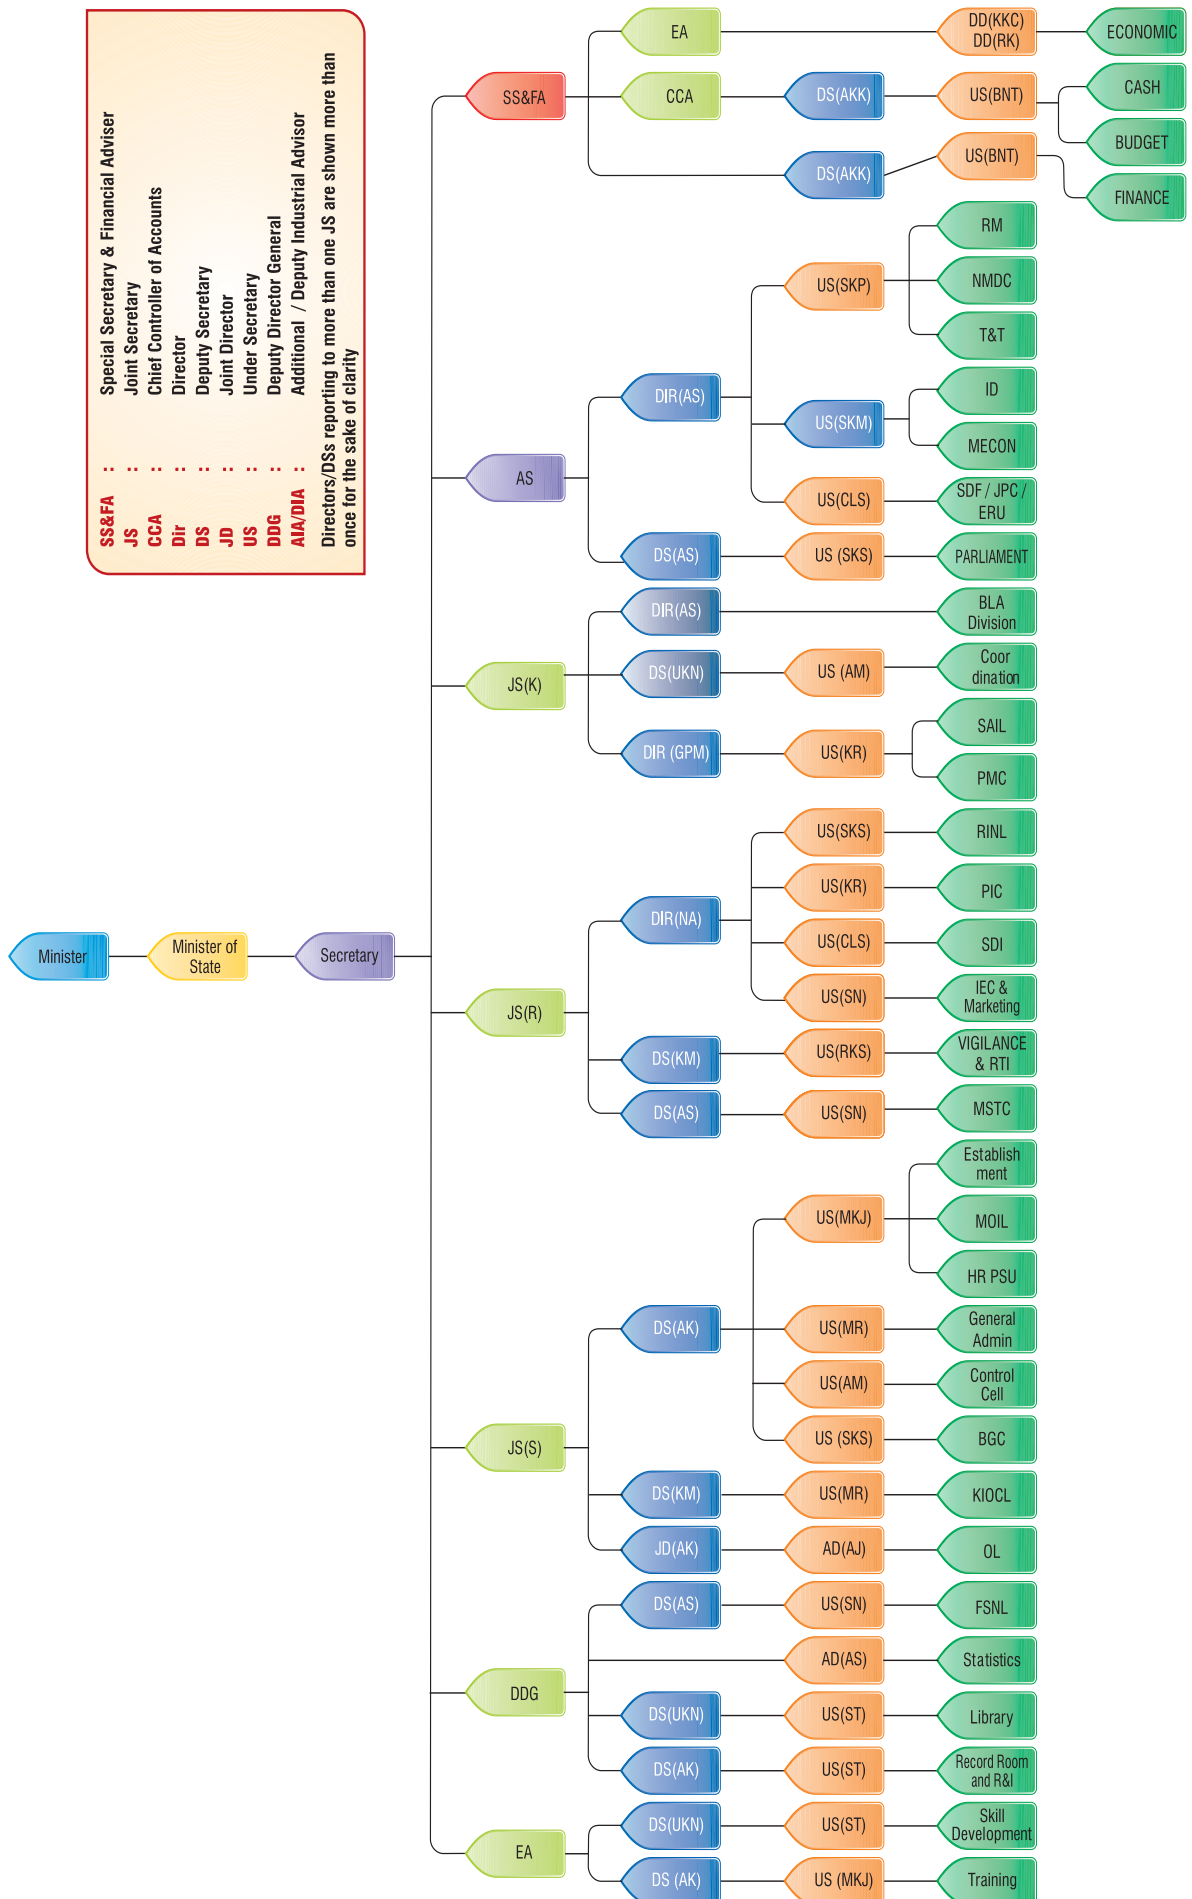 SS&FA : Special Secretary & Financial Adviser
JS : Joint Secretary
CCA : Chief Controller of Accounts
Dir : Director
DS : Deputy Secretary
JD : Joint Director
US : Under Secretary
DDG : Deputy Director General
AIA/DIA : Additional / Deputy Industrial Advisor
Directors/DSs reporting to more than one JS are shown more than
once for the sake of clarity
Minister
Minister of
State
Secretary
SS&FA
EA
DD(KKC)
DD(RK)
ECONOMIC
CCA
DS(AKK)
US(BNT)
CASH
BUDGET
DS(AKK)
US(BNT)
FINANCE
AS
DIR(AS)
US(SKP)
RM
NMDC
T&T
US(SKM)
ID
MECON
US(CLS)
SDF / JPC /
ERU
DS(AS)
US (SKS)
PARLIAMENT
JS(K)
DIR(AS)
BLA
Division
DS(UKN)
US (AM)
Coor
dination
DIR (GPM)
US(KR)
SAIL
PMC
JS(R)
DIR(NA)
US(SKS)
RINL
US(KR)
PIC
US(CLS)
SDI
US(SN)
IEC &
Marketing
DS(KM)
US(RKS)
VIGILANCE
& RTI
DS(AS)
US(SN)
MSTC
JS(S)
DS(AK)
US(MKJ)
Establish
ment
MOIL
HR PSU
US(MR)
General
Admin
US(AM)
Control
Cell
US (SKS)
BGC
DS(KM)
US(MR)
KIOCL
JD(AK)
AD(AJ)
OL
DDG
DS(AS)
US(SN)
FSNL
AD(AS)
Statistics
DS(UKN)
US(ST)
Library
DS(AK)
US(ST)
Record Room
and R&I
EA
DS(UKN)
US(ST)
Skill
Development
DS (AK)
US (MKJ)
Training